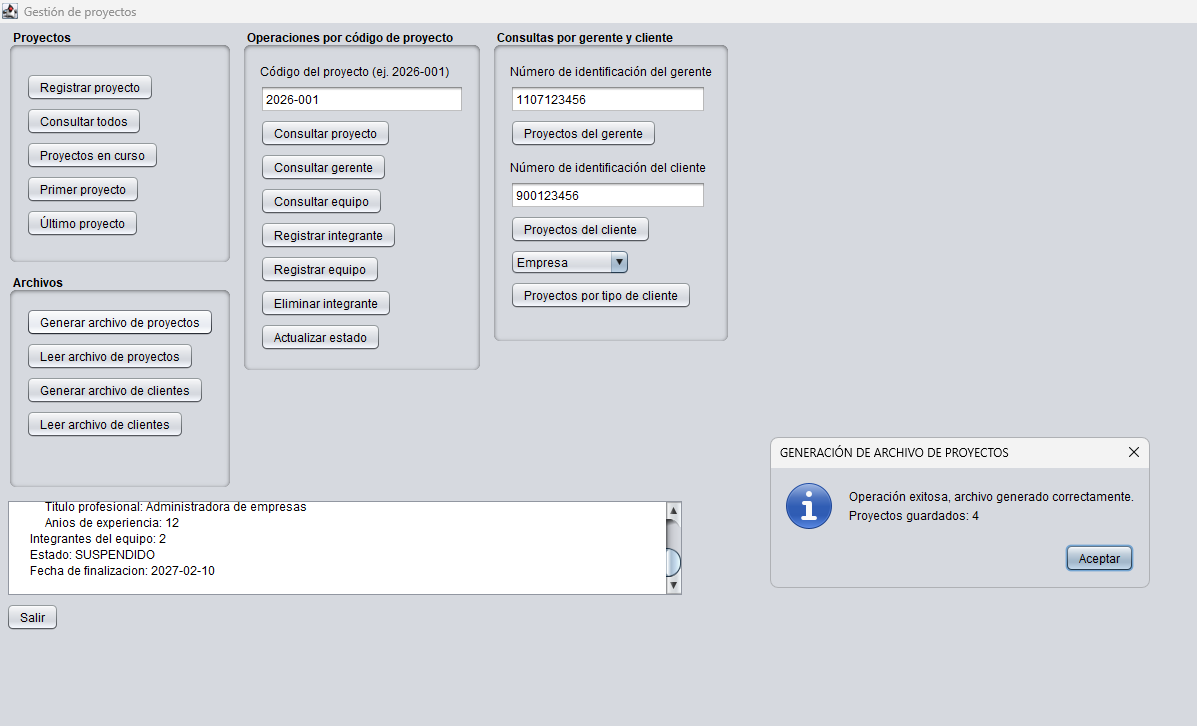 Gestión de proyectos
Proyectos
Registrar proyecto
Consultar todos
Proyectos en curso
Primer proyecto
Último proyecto
Archivos
Generar archivo de proyectos
Leer archivo de proyectos
Generar archivo de clientes
Leer archivo de clientes
Operaciones por código de proyecto
Código del proyecto (ej. 2026-001)
2026-001
Consultar proyecto
Consultar gerente
Consultar equipo
Registrar integrante
Registrar equipo
Eliminar integrante
Actualizar estado
Consultas por gerente y cliente
Número de identificación del gerente
1107123456
Proyectos del gerente
Número de identificación del cliente
900123456
Proyectos del cliente
Empresa
Proyectos por tipo de cliente
Titulo profesional: Administradora de empresas
Anios de experiencia: 12
Integrantes del equipo: 2
Estado: SUSPENDIDO
Fecha de finalizacion: 2027-02-10
Salir
GENERACIÓN DE ARCHIVO DE PROYECTOS
Operación exitosa, archivo generado correctamente.
Proyectos guardados: 4
Aceptar